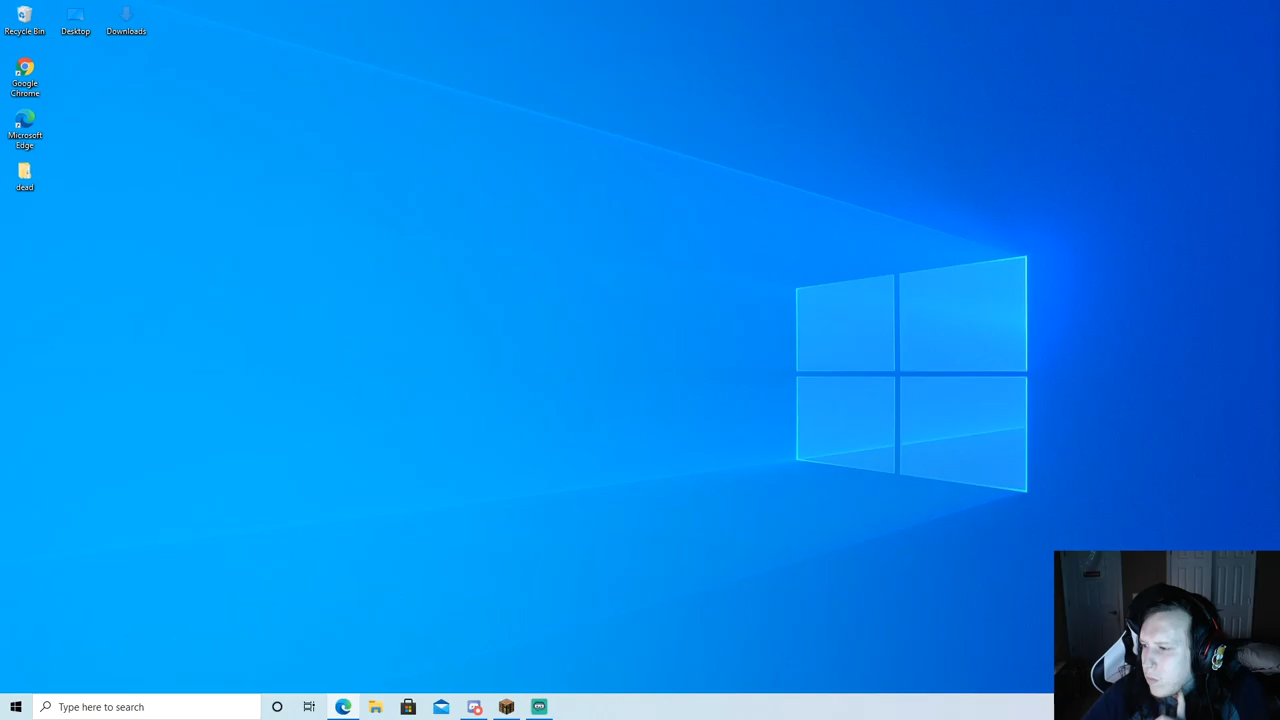 Recycle Bin
Desktop
Downloads
Google
Chrome
Microsoft
Edge
dead
Type here to search